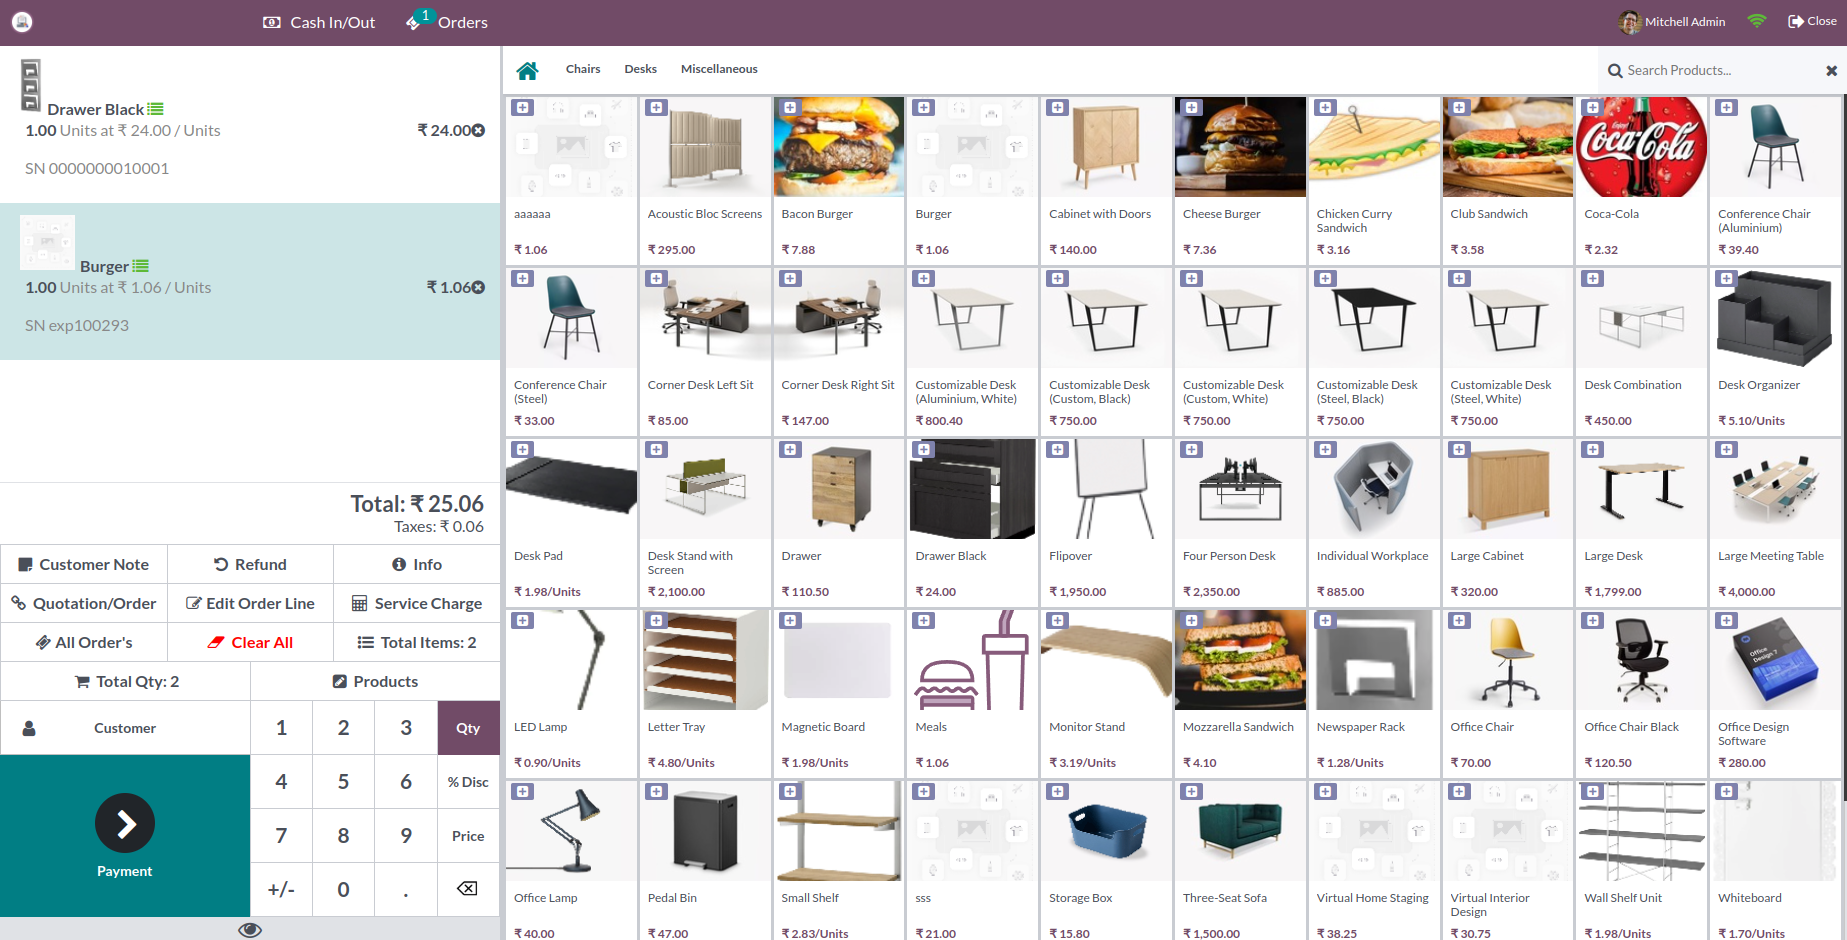 Cash In/Out
1
Orders
Mitchell Admin
Close
Drawer Black
1.00 Units at ₹ 24.00 / Units
₹ 24.00
SN 0000000010001
Burger
1.00 Units at ₹ 1.06 / Units
₹ 1.06
SN exp100293
Total: ₹ 25.06
Taxes: ₹ 0.06
Customer Note
Refund
Info
Quotation/Order
Edit Order Line
Service Charge
All Order's
Clear All
Total Items: 2
Total Qty: 2
Products
Customer
1 2 3 Qty
4 5 6 % Disc
7 8 9 Price
+/- 0 .
Payment
Chairs
Desks
Miscellaneous
Search Products...
aaaaaa
₹ 1.06
Acoustic Bloc Screens
₹ 295.00
Bacon Burger
₹ 7.88
Burger
₹ 1.06
Cabinet with Doors
₹ 140.00
Cheese Burger
₹ 7.36
Chicken Curry
Sandwich
₹ 3.16
Club Sandwich
₹ 3.58
Enjoy
Coca-Cola
Coca-Cola
₹ 2.32
Conference Chair
(Aluminium)
₹ 39.40
Conference Chair
(Steel)
₹ 33.00
Corner Desk Left Sit
₹ 85.00
Corner Desk Right Sit
₹ 147.00
Customizable Desk
(Aluminium, White)
₹ 800.40
Customizable Desk
(Custom, Black)
₹ 750.00
Customizable Desk
(Custom, White)
₹ 750.00
Customizable Desk
(Steel, Black)
₹ 750.00
Customizable Desk
(Steel, White)
₹ 750.00
Desk Combination
₹ 450.00
Desk Organizer
₹ 5.10/Units
Desk Pad
₹ 1.98/Units
Desk Stand with
Screen
₹ 2,100.00
Drawer
₹ 110.50
Drawer Black
₹ 24.00
Flipover
₹ 1,950.00
Four Person Desk
₹ 2,350.00
Individual Workplace
₹ 885.00
Large Cabinet
₹ 320.00
Large Desk
₹ 1,799.00
Large Meeting Table
₹ 4,000.00
LED Lamp
₹ 0.90/Units
Letter Tray
₹ 4.80/Units
Magnetic Board
₹ 1.98/Units
Meals
₹ 1.06
Monitor Stand
₹ 3.19/Units
Mozzarella Sandwich
₹ 4.10
Newspaper Rack
₹ 1.28/Units
Office Chair
₹ 70.00
Office Chair Black
₹ 120.50
Office
Design 7
Office Design
Software
₹ 280.00
Office Lamp
₹ 40.00
Pedal Bin
₹ 47.00
Small Shelf
₹ 2.83/Units
sss
₹ 21.00
Storage Box
₹ 15.80
Three-Seat Sofa
₹ 1,500.00
Virtual Home Staging
₹ 38.25
Virtual Interior
Design
₹ 30.75
Wall Shelf Unit
₹ 1.98/Units
Whiteboard
₹ 1.70/Units